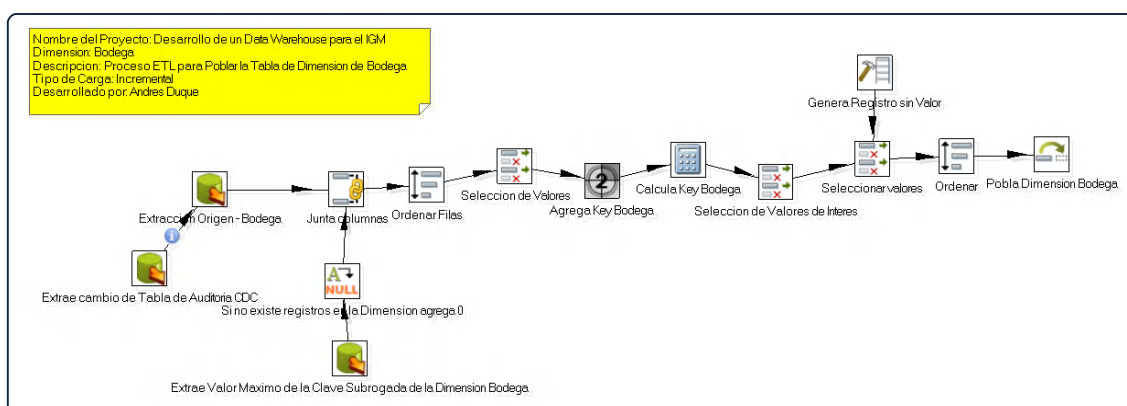 Nombre del Proyecto: Desarrollo de un Data Warehouse para el IGM
Dimension: Bodega
Descripcion: Proceso ETL para Poblar la Tabla de Dimension de Bodega
Tipo de Carga: Incremental
Desarrollado por: Andres Duque
Genera Registro sin Valor
Extraccion Origen - Bodega
Junta columnas
Ordenar Filas
Seleccion de Valores
2
Agrega Key Bodega
Calcula Key Bodega
Seleccion de Valores de Interes
Seleccionar valores
Ordenar
Pobla Dimension Bodega
i
Extrae cambio de Tabla de Auditoria CDC
A
NULL
Si no existe registros en la Dimension agrega 0
Extrae Valor Maximo de la Clave Subrogada de la Dimension Bodega